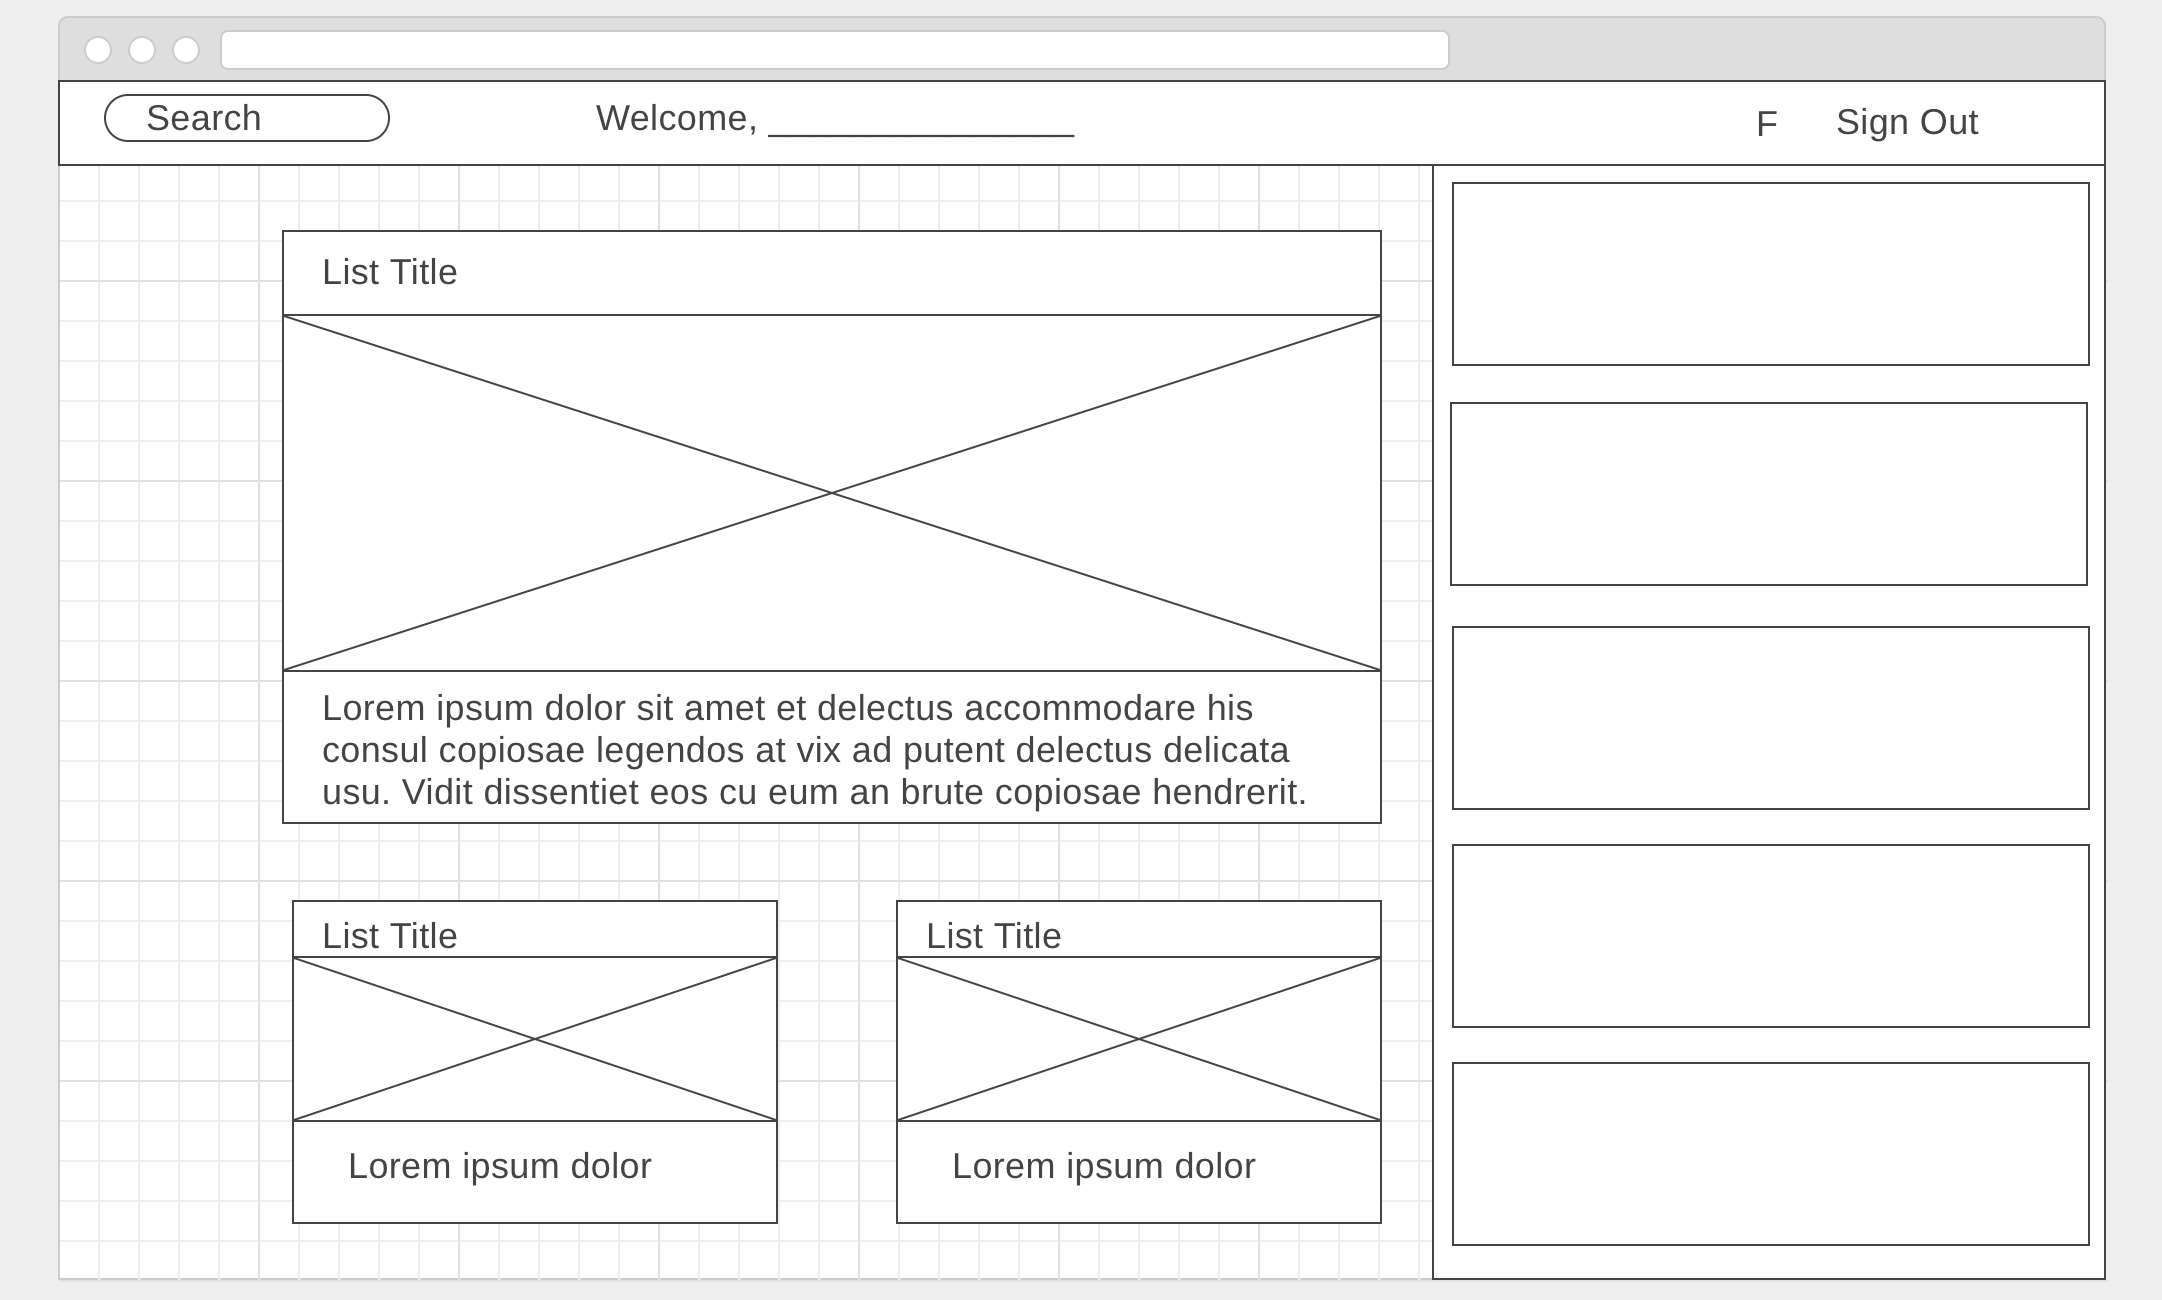 Search
Welcome, _______________
F
Sign Out
List Title
Lorem ipsum dolor sit amet et delectus accommodare his
consul copiosae legendos at vix ad putent delectus delicata
usu. Vidit dissentiet eos cu eum an brute copiosae hendrerit.
List Title
Lorem ipsum dolor
List Title
Lorem ipsum dolor